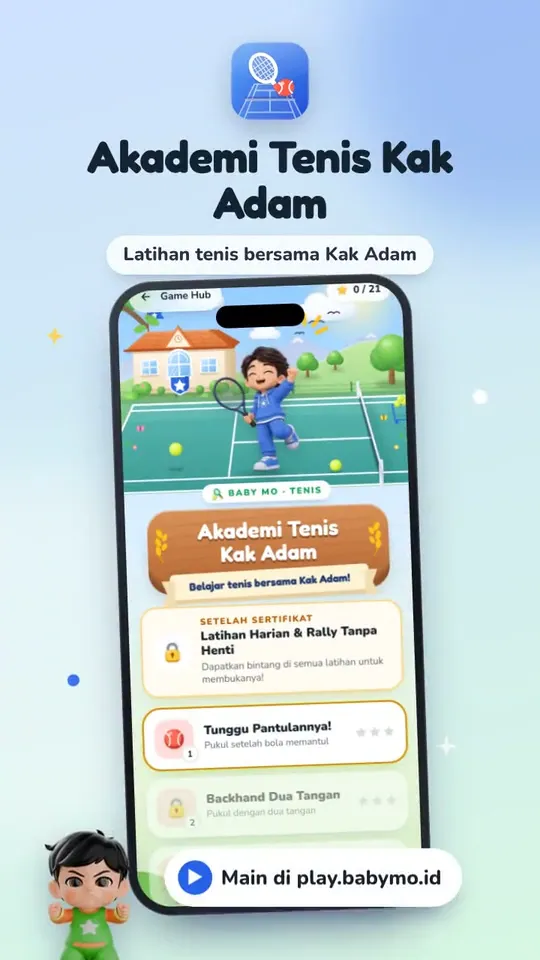 Akademi Tenis Kak
Adam
Latihan tenis bersama Kak Adam
← Game Hub
0 / 21
BABY MO · TENIS
Akademi Tenis
Kak Adam
Belajar tenis bersama Kak Adam!
SETELAH SERTIFIKAT
Latihan Harian & Rally Tanpa
Henti
Dapatkan bintang di semua latihan untuk
membukanya!
Tunggu Pantulannya!
Pukul setelah bola memantul
1
Backhand Dua Tangan
Pukul dengan dua tangan
2
Main di play.babymo.id